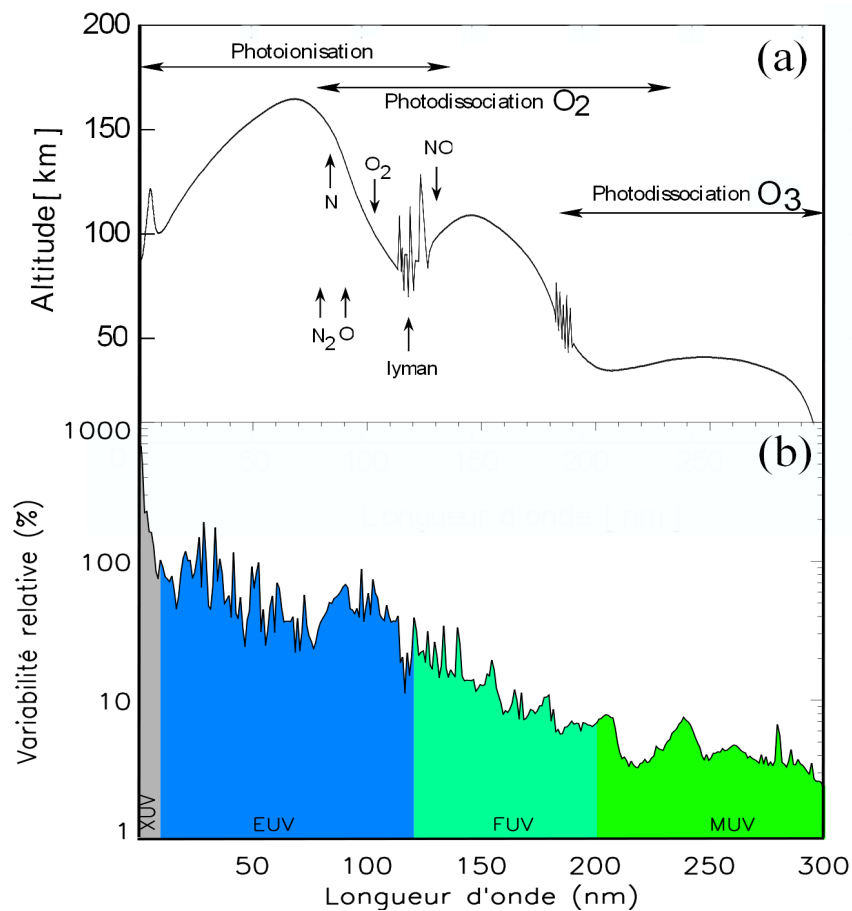 200
(a)
Photoionisation
Photodissociation O2
150
NO
O2
N
Photodissociation O3
Altitude[ km]
100
50
N2 O
lyman
1000
(b)
100
10
1
Variabilité relative (%)
XUV
EUV
FUV
MUV
50
100
150
200
250
300
Longueur d'onde (nm)